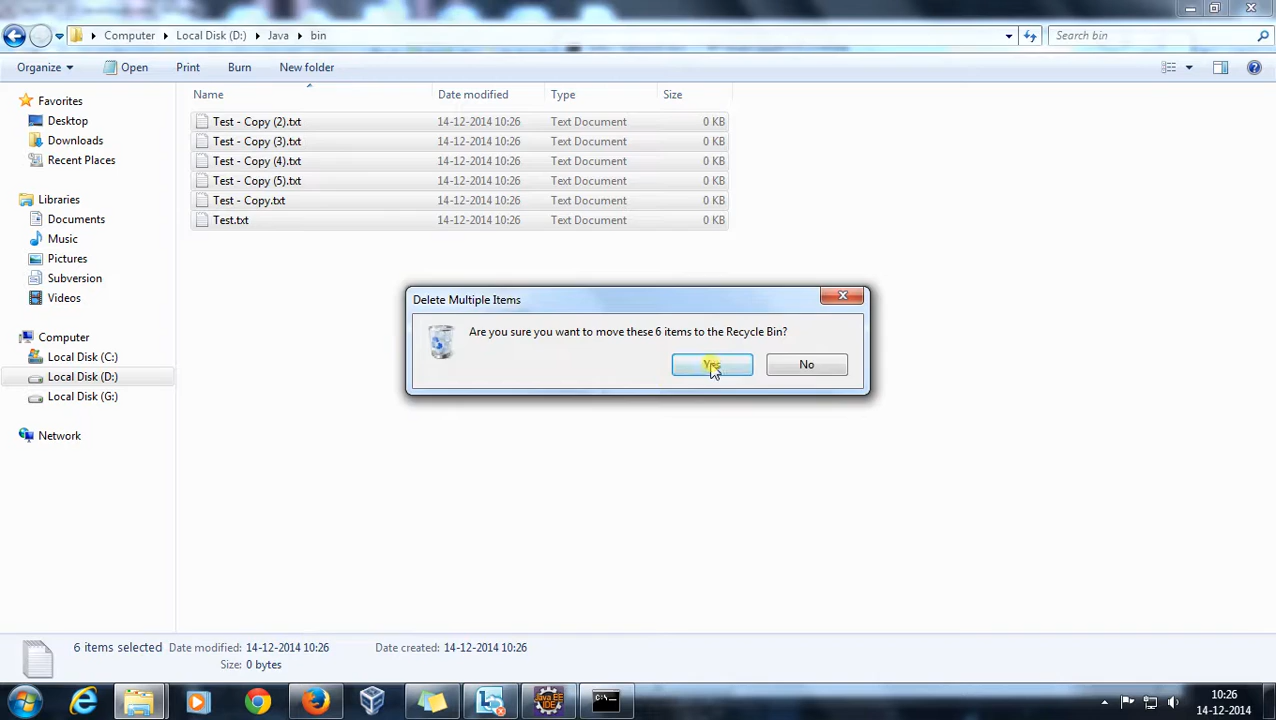 Computer Local Disk (D:) Java bin Search bin
Organize Open Print Burn New folder
Name Date modified Type Size
Favorites
Desktop
Downloads
Recent Places
Libraries
Documents
Music
Pictures
Subversion
Videos
Computer
Local Disk (C:)
Local Disk (D:)
Local Disk (G:)
Network
Test - Copy (2).txt 14-12-2014 10:26 Text Document 0 KB
Test - Copy (3).txt 14-12-2014 10:26 Text Document 0 KB
Test - Copy (4).txt 14-12-2014 10:26 Text Document 0 KB
Test - Copy (5).txt 14-12-2014 10:26 Text Document 0 KB
Test - Copy.txt 14-12-2014 10:26 Text Document 0 KB
Test.txt 14-12-2014 10:26 Text Document 0 KB
Delete Multiple Items
Are you sure you want to move these 6 items to the Recycle Bin?
Yes No
6 items selected Date modified: 14-12-2014 10:26 Date created: 14-12-2014 10:26
Size: 0 bytes
Java EE
IDE
C:\
10:26
14-12-2014